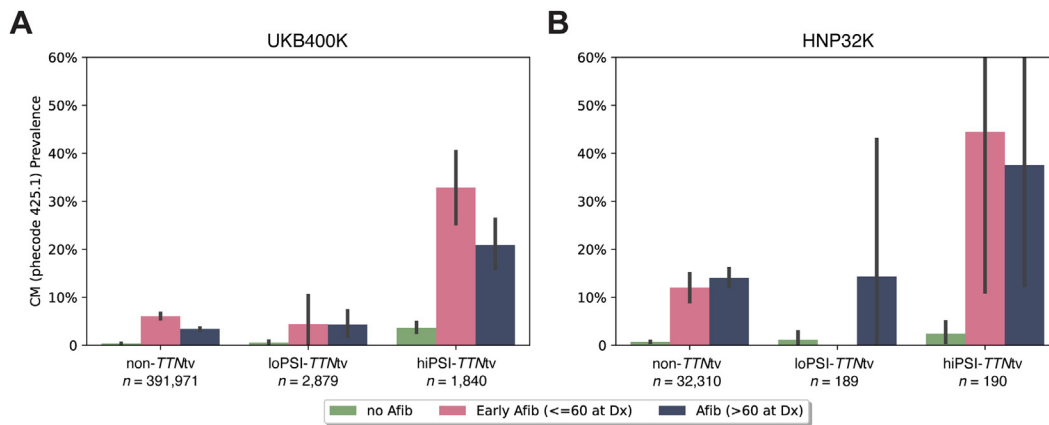 A
UKB400K
CM (phecode 425.1) Prevalence
60%
50%
40%
30%
20%
10%
0
non-TTNtv
n = 391,971
loPSI-TTNtv
n = 2,879
hiPSI-TTNtv
n = 1,840
B
HNP32K
60%
50%
40%
30%
20%
10%
0
non-TTNtv
n = 32,310
loPSI-TTNtv
n = 189
hiPSI-TTNtv
n = 190
no Afib
Early Afib (<=60 at Dx)
Afib (>60 at Dx)